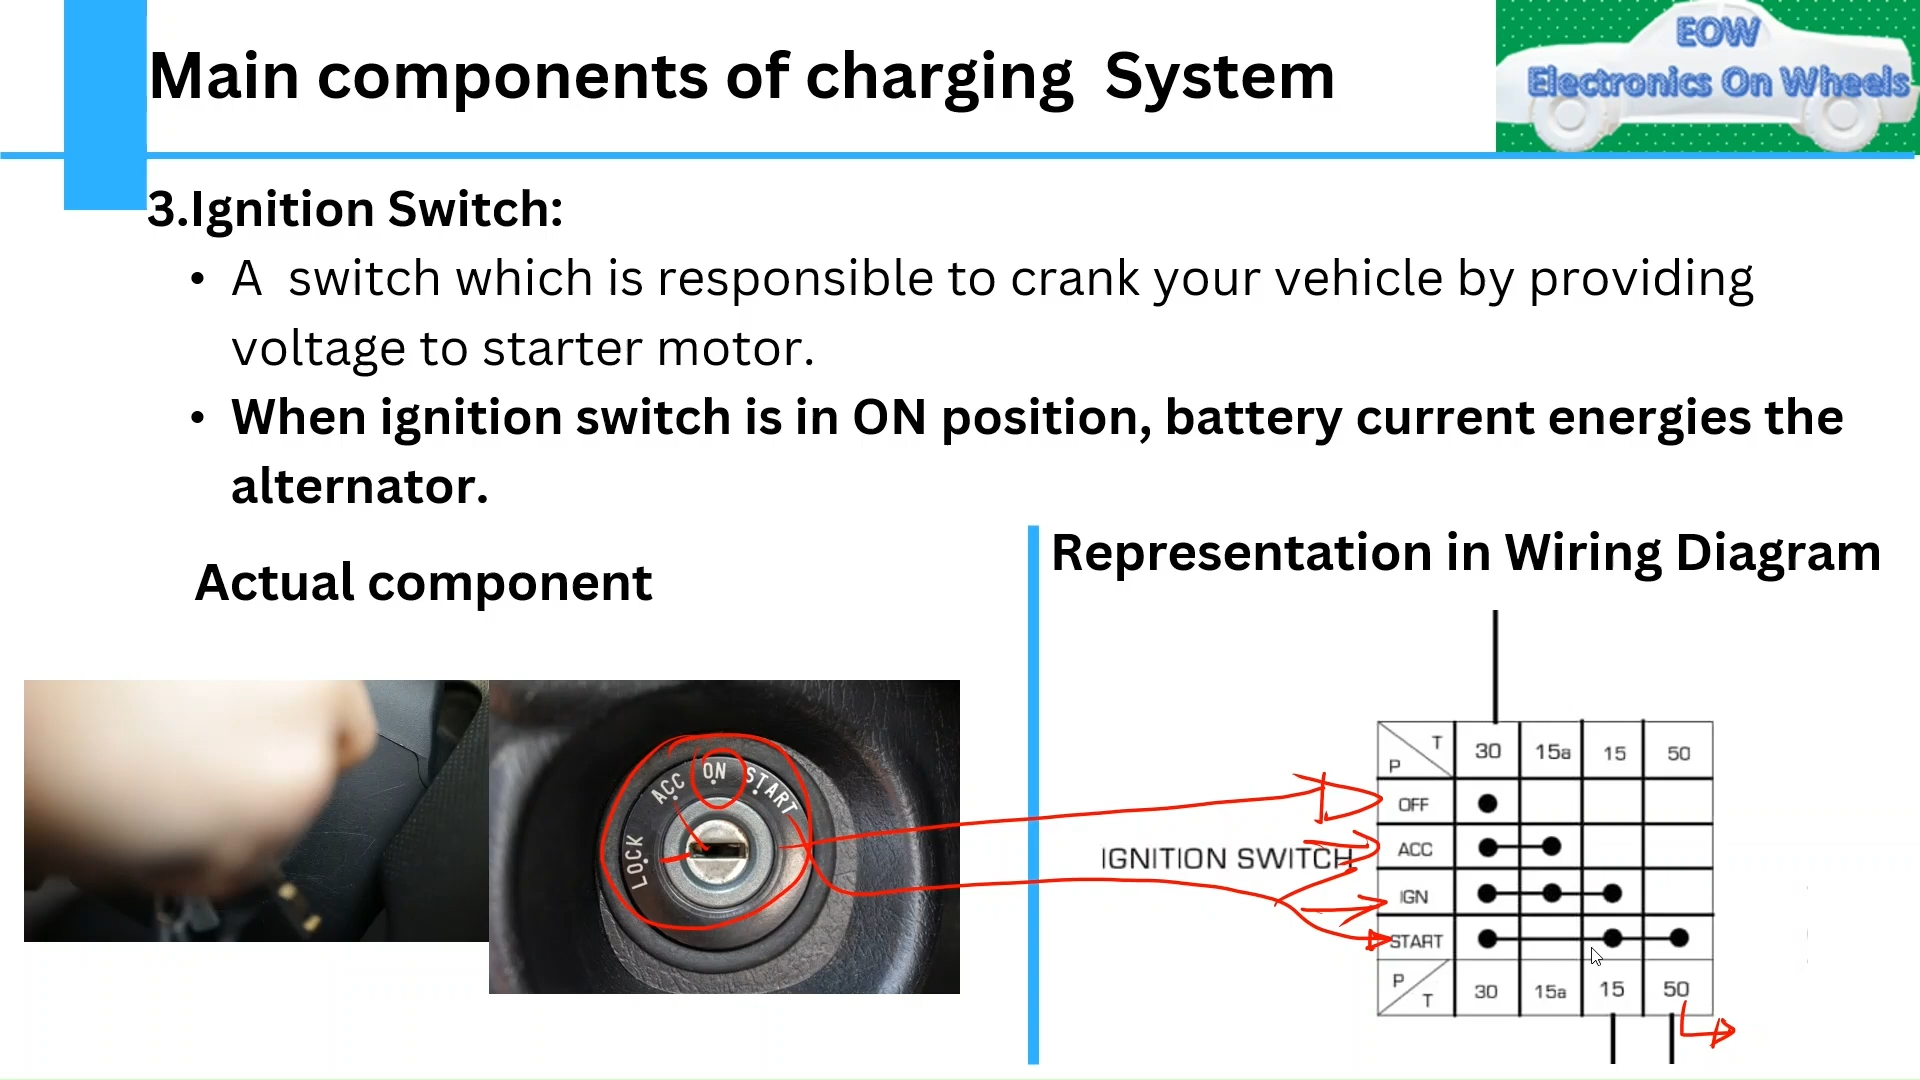 Main components of charging System
EOW
Electronics On Wheels
3.Ignition Switch:
• A switch which is responsible to crank your vehicle by providing
voltage to starter motor.
• When ignition switch is in ON position, battery current energies the
alternator.
Actual component
Representation in Wiring Diagram
LOCK ACC ON START
IGNITION SWITCH
P T 30 15a 15 50
OFF
ACC
IGN
START
P T 30 15a 15 50